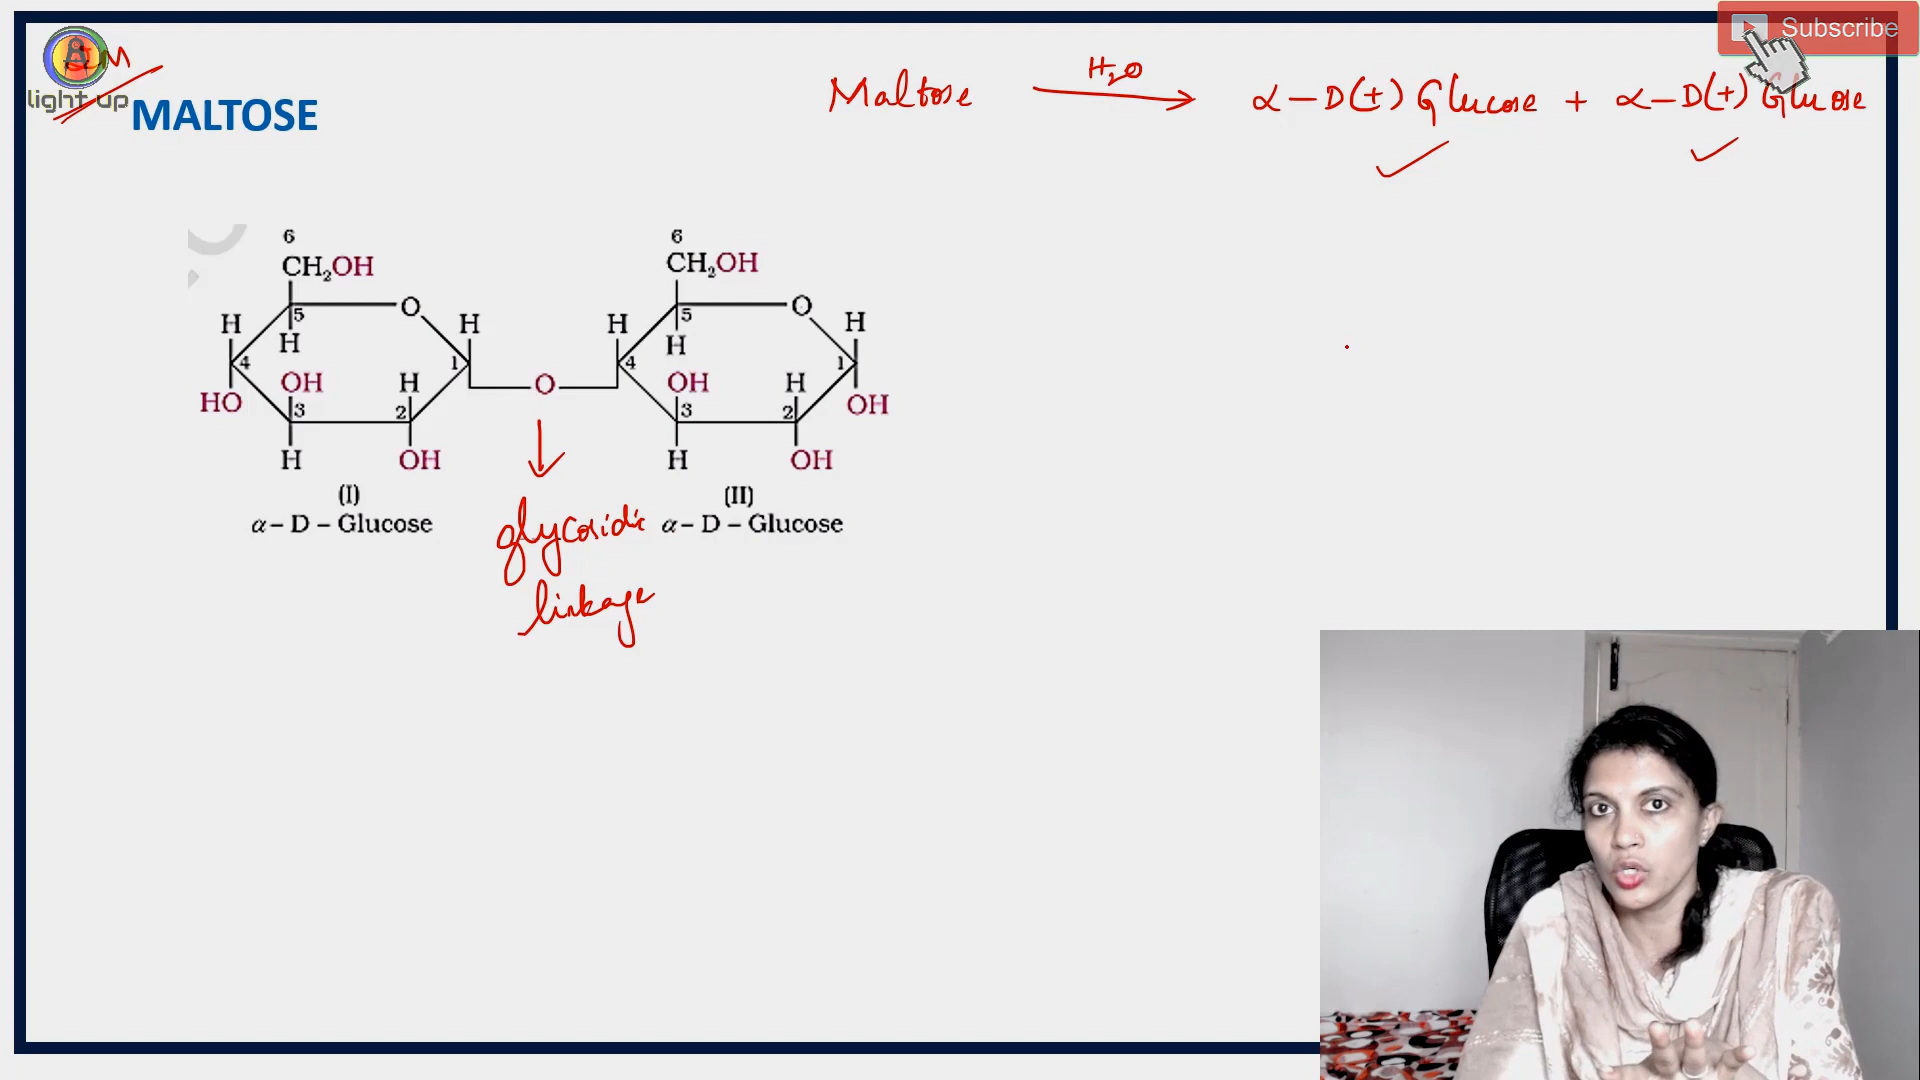 Subscribe
2M
light up
MALTOSE
Maltose H₂O → α – D(+) Glucose + α – D(+) Glucose
6 6
CH₂OH CH₂OH
H 5 O H H 5 O H
4 H 1 4 H 1
HO OH H O OH H OH
3 2 3 2
H OH H OH
(I) (II)
α – D – Glucose α – D – Glucose
glycosidic
linkage